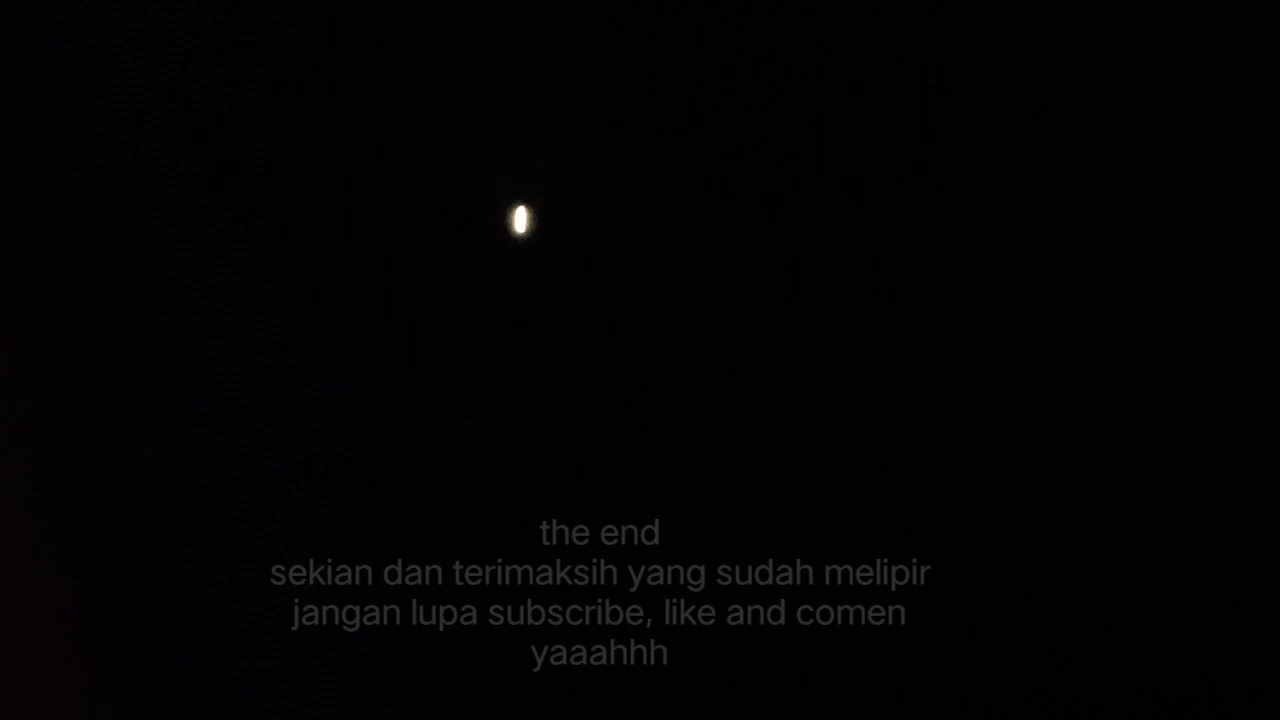 the end
sekian dan terimaksih yang sudah melipir
jangan lupa subscribe, like and comen
yaaahhh